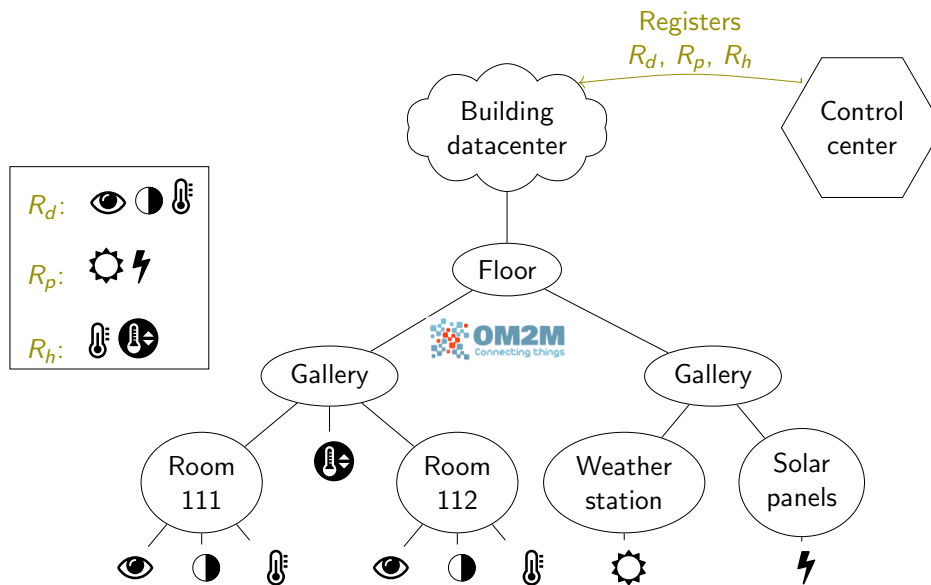 Registers
R_d, R_p, R_h
Building
datacenter
Control
center
R_d:
R_p:
R_h:
Floor
OM2M
Connecting things
Gallery
Gallery
Room
111
Room
112
Weather
station
Solar
panels